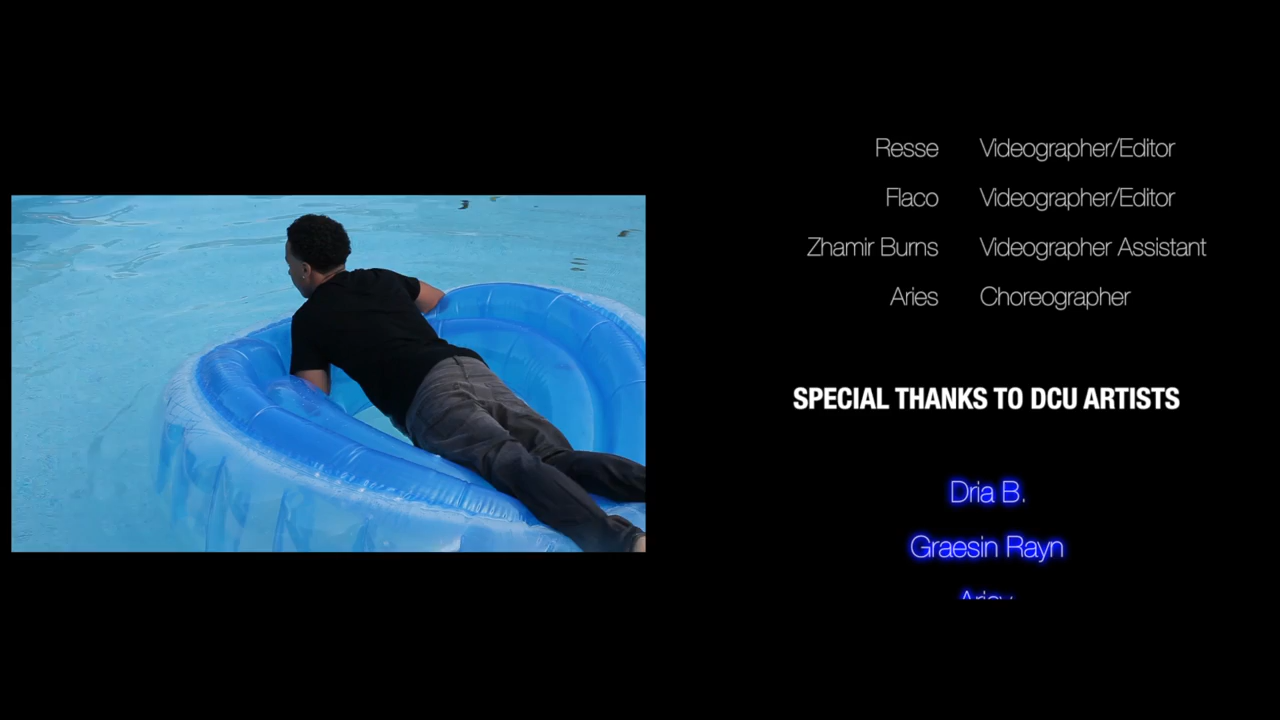 Resse Videographer/Editor
Flaco Videographer/Editor
Zhamir Burns Videographer Assistant
Aries Choreographer
SPECIAL THANKS TO DCU ARTISTS
Dria B.
Graesin Rayn